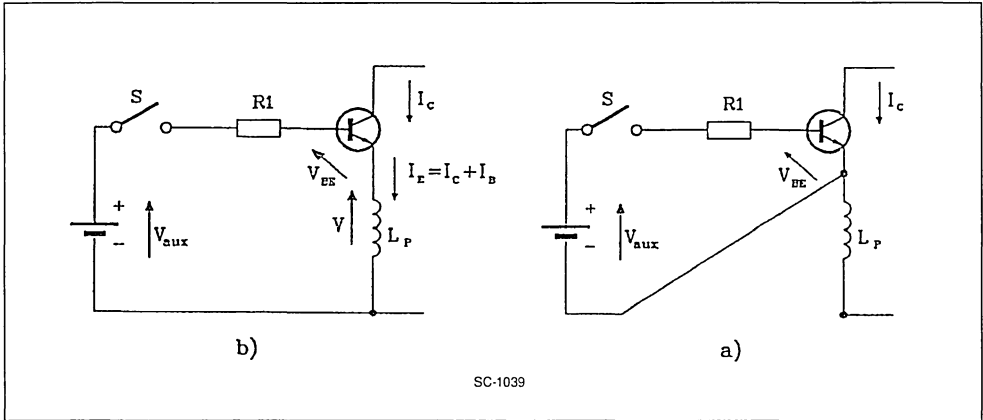 S
R1
I_C
V_BE
I_E=I_C+I_B
+
−
V_aux
V
L_P
b)
S
R1
I_C
V_BE
+
−
V_aux
L_P
a)
SC-1039